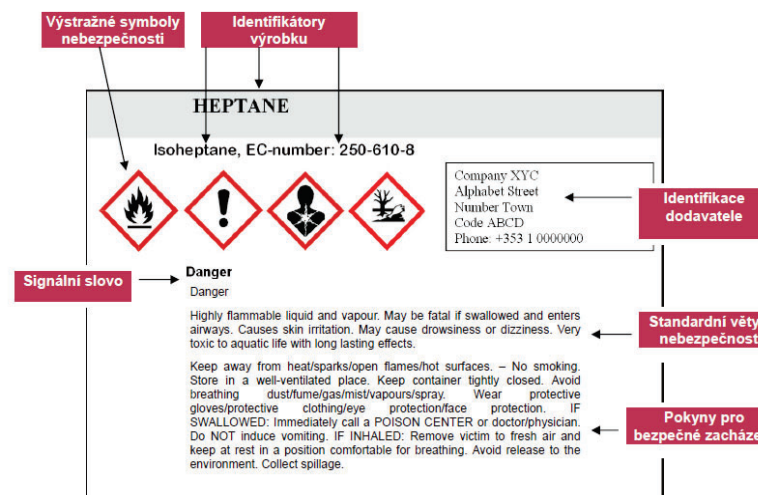 Výstražné symboly
nebezpečnosti
Identifikátory
výrobku
HEPTANE
Isoheptane, EC-number: 250-610-8
Company XYC
Alphabet Street
Number Town
Code ABCD
Phone: +353 1 0000000
Identifikace
dodavatele
Signální slovo
Danger
Danger
Highly flammable liquid and vapour. May be fatal if swallowed and enters
airways. Causes skin irritation. May cause drowsiness or dizziness. Very
toxic to aquatic life with long lasting effects.
Standardní věty
nebezpečnost
Keep away from heat/sparks/open flames/hot surfaces. – No smoking.
Store in a well-ventilated place. Keep container tightly closed. Avoid
breathing dust/fume/gas/mist/vapours/spray. Wear protective
gloves/protective clothing/eye protection/face protection. IF
SWALLOWED: Immediately call a POISON CENTER or doctor/physician.
Do NOT induce vomiting. IF INHALED: Remove victim to fresh air and
keep at rest in a position comfortable for breathing. Avoid release to the
environment. Collect spillage.
Pokyny pro
bezpečné zacháze